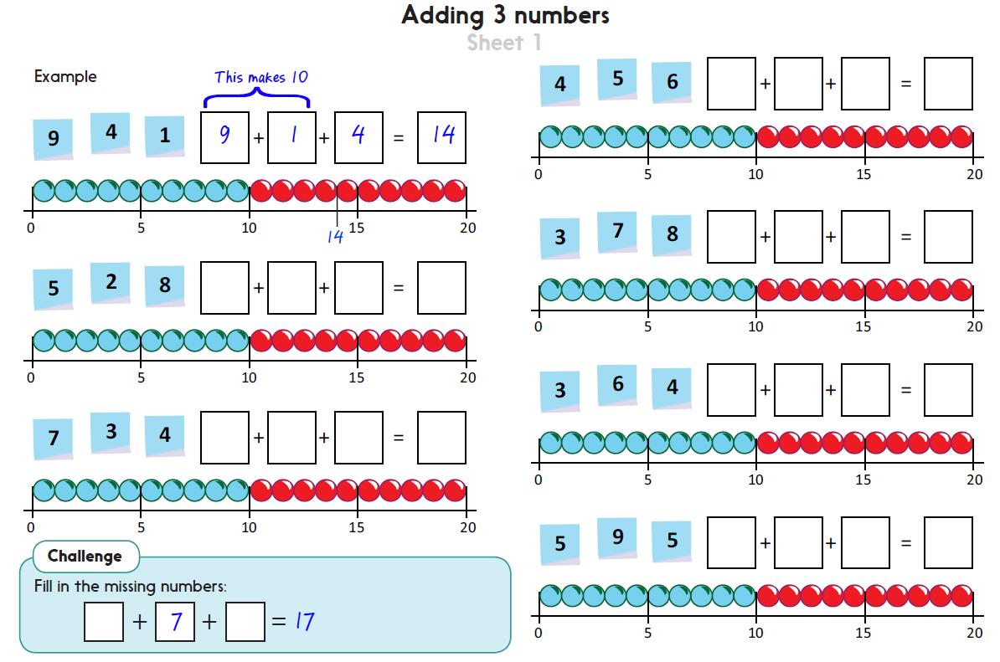 Adding 3 numbers
Sheet 1
Example
This makes 10
9 4 1 9 + 1 + 4 = 14
0 5 10 15 20
14
5 2 8 + + =
0 5 10 15 20
7 3 4 + + =
0 5 10 15 20
Challenge
Fill in the missing numbers:
+ 7 + = 17
4 5 6 + + =
0 5 10 15 20
3 7 8 + + =
0 5 10 15 20
3 6 4 + + =
0 5 10 15 20
5 9 5 + + =
0 5 10 15 20